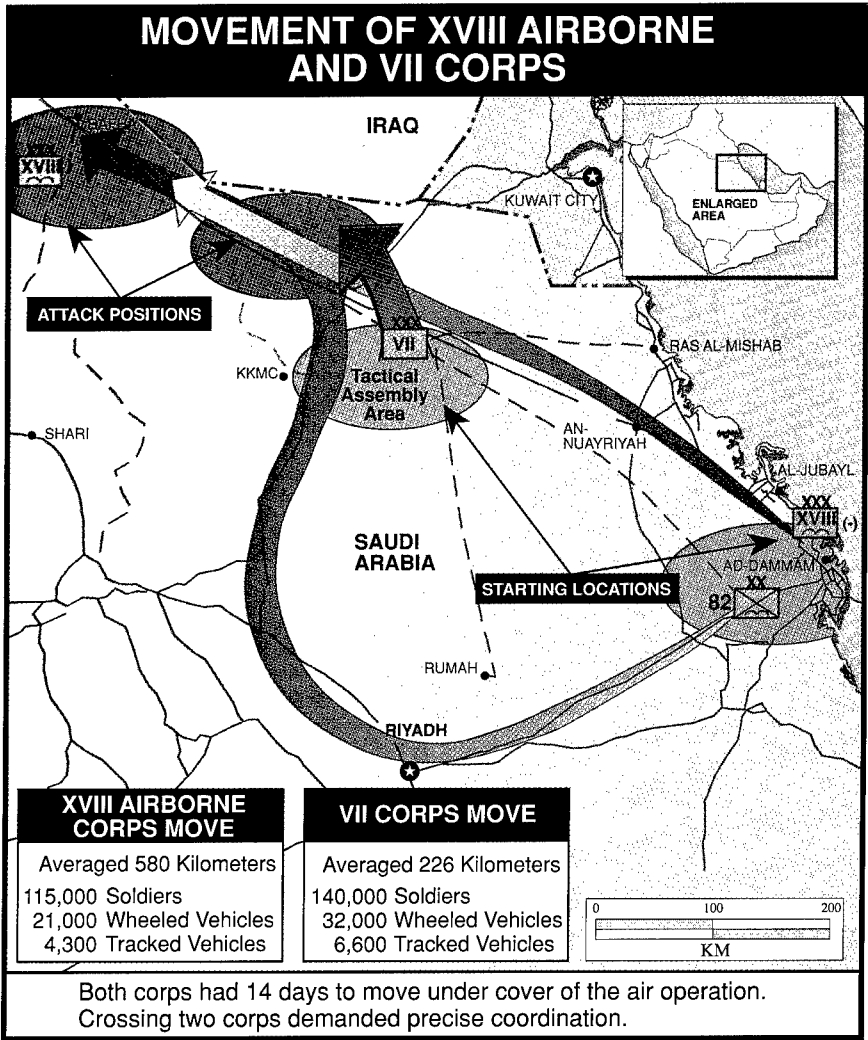 MOVEMENT OF XVIII AIRBORNE
AND VII CORPS
IRAQ
XXX
XVIII
KUWAIT CITY
ENLARGED
AREA
ATTACK POSITIONS
XXX
VII
RAS AL-MISHAB
KKMC
Tactical
Assembly
Area
SHARI
AN-
NUAYRIYAH
AL-JUBAYL
XXX
XVIII (-)
SAUDI
ARABIA
AD-DAMMAM
STARTING LOCATIONS
XX
82
RUMAH
RIYADH
XVIII AIRBORNE
CORPS MOVE
Averaged 580 Kilometers
115,000 Soldiers
21,000 Wheeled Vehicles
4,300 Tracked Vehicles
VII CORPS MOVE
Averaged 226 Kilometers
140,000 Soldiers
32,000 Wheeled Vehicles
6,600 Tracked Vehicles
0 100 200
KM
Both corps had 14 days to move under cover of the air operation.
Crossing two corps demanded precise coordination.